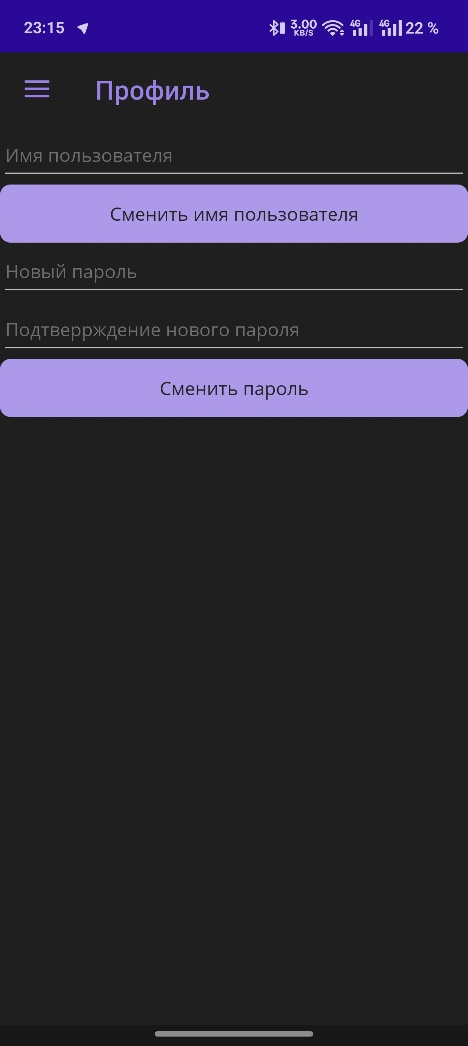 23:15 3.00 KB/S 4G 4G 22 %
Профиль
Имя пользователя
Сменить имя пользователя
Новый пароль
Подтверрждение нового пароля
Сменить пароль